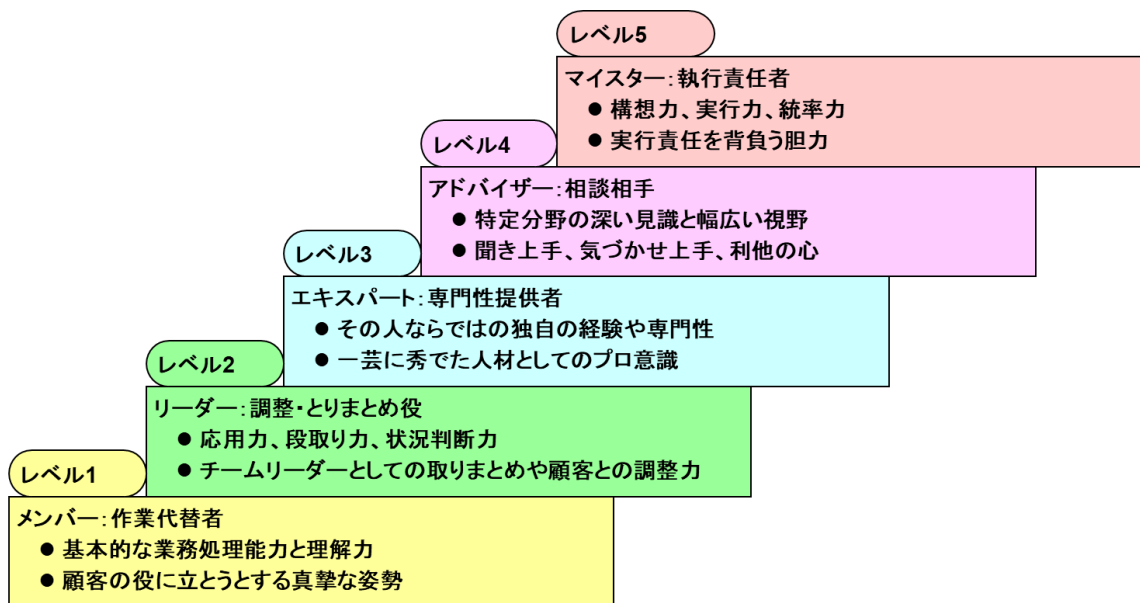 レベル5
マイスター：執行責任者
● 構想力、実行力、統率力
● 実行責任を背負う胆力
レベル4
アドバイザー：相談相手
● 特定分野の深い見識と幅広い視野
● 聞き上手、気づかせ上手、利他の心
レベル3
エキスパート：専門性提供者
● その人ならではの独自の経験や専門性
● 一芸に秀でた人材としてのプロ意識
レベル2
リーダー：調整・とりまとめ役
● 応用力、段取り力、状況判断力
● チームリーダーとしての取りまとめや顧客との調整力
レベル1
メンバー：作業代替者
● 基本的な業務処理能力と理解力
● 顧客の役に立とうとする真摯な姿勢